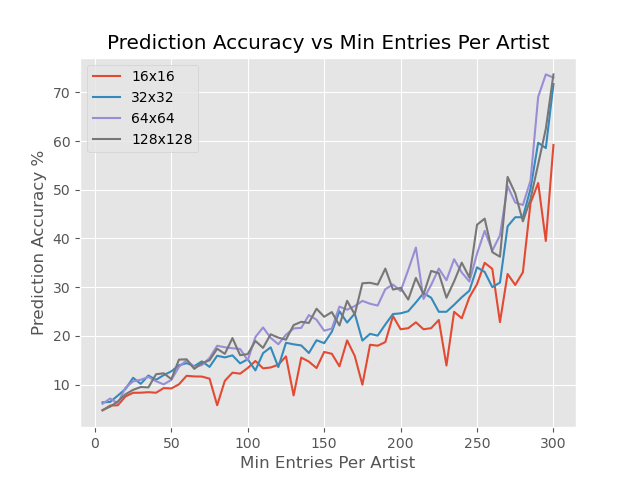 Prediction Accuracy vs Min Entries Per Artist
16x16
32x32
64x64
128x128
Prediction Accuracy %
70
60
50
40
30
20
10
0
50
100
150
200
250
300
Min Entries Per Artist